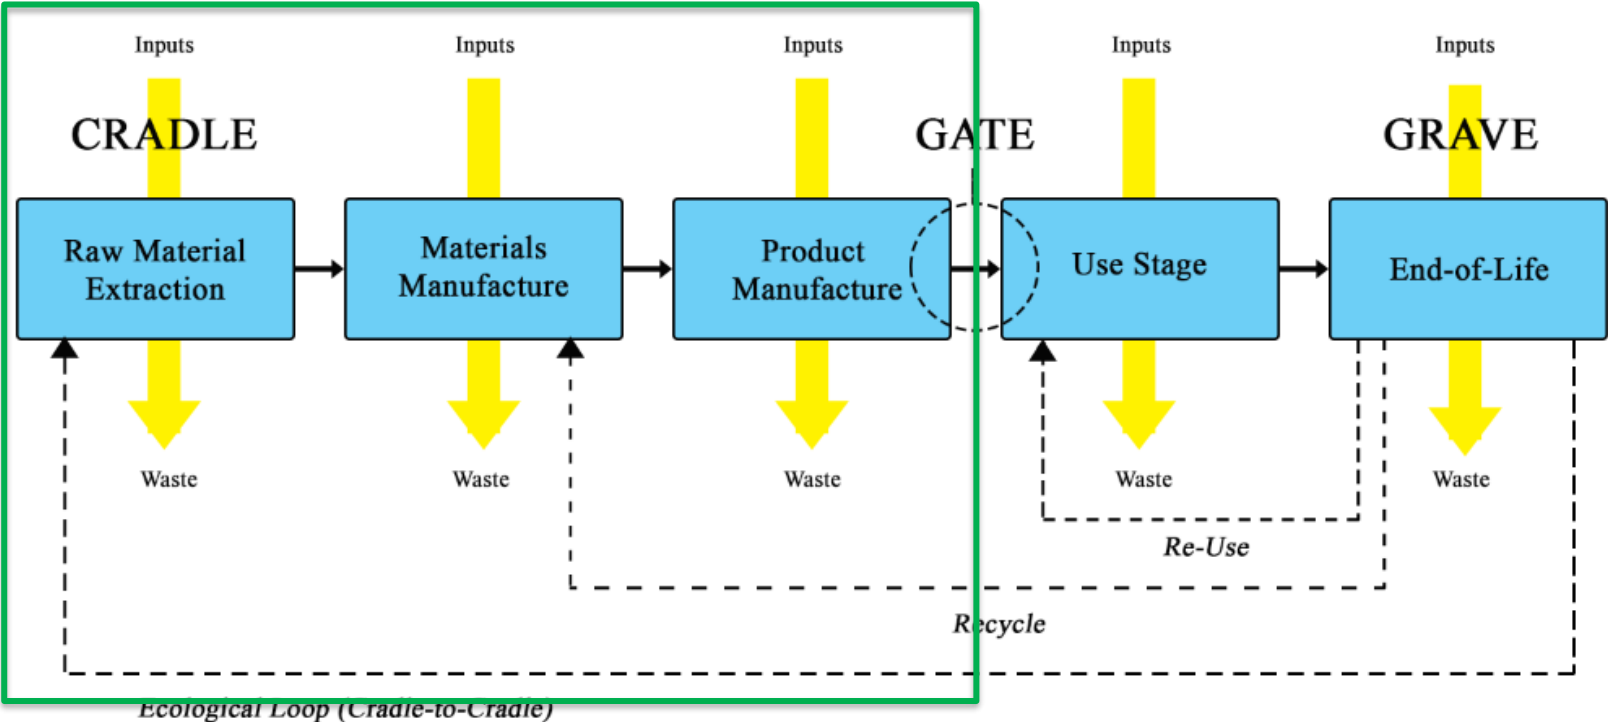 Inputs
Inputs
Inputs
Inputs
Inputs
CRADLE
GATE
GRAVE
Raw Material
Extraction
Materials
Manufacture
Product
Manufacture
Use Stage
End-of-Life
Waste
Waste
Waste
Waste
Waste
Re-Use
Recycle
Ecological Loop (Cradle-to-Cradle)